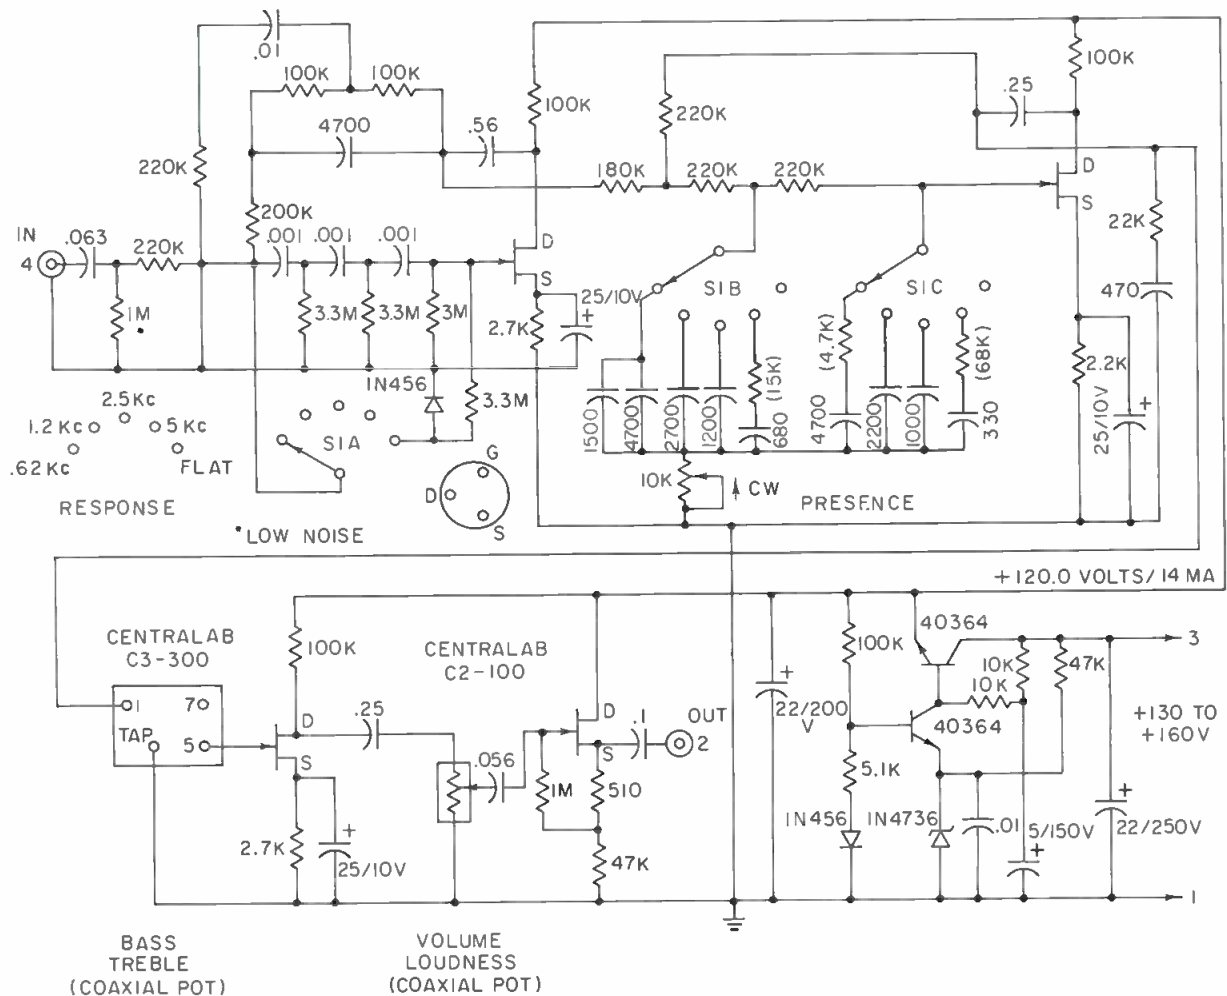 .01
100K 100K
4700
.56
100K
220K
200K
IN
4
.063
220K
.001 .001 .001
1M
•
3.3M 3.3M 3M
D
S
2.7K
25/10V
+
1N456
3.3M
2.5Kc
1.2Kc 5Kc
.62Kc FLAT
RESPONSE
S1A
G
D
S
*LOW NOISE
220K
180K 220K 220K
.25
100K
D
S
22K
470
2.2K
25/10V
+
S1B
S1C
1500
4700
2700
1200
(15K)
680
(4.7K)
4700
2200
1000
(68K)
330
10K
CW
PRESENCE
+120.0 VOLTS/14 MA
CENTRALAB
C3-300
1 7
TAP 5
100K
D
S
2.7K
+
25/10V
.25
CENTRALAB
C2-100
.056
1M
D
S
510
47K
.1
OUT
2
+
22/200
V
100K
5.1K
1N456
40364
40364
10K
10K
47K
1N4736
.01
5/150V
+
+
22/250V
3
+130 TO
+160V
1
BASS
TREBLE
(COAXIAL POT)
VOLUME
LOUDNESS
(COAXIAL POT)